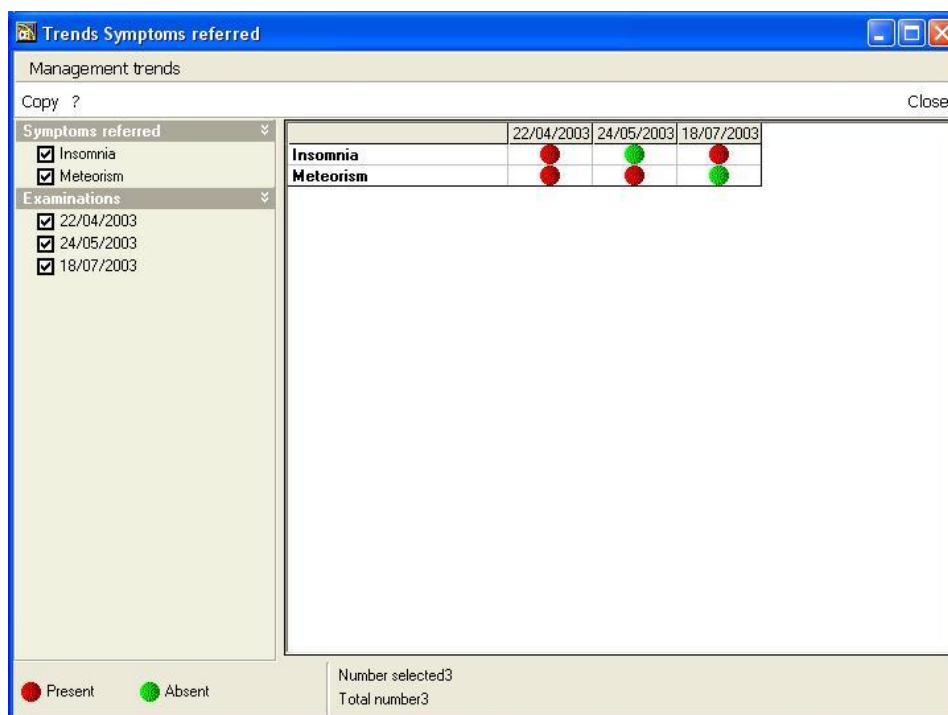 Trends Symptoms referred
Management trends
Copy ? Close
Symptoms referred
Insomnia
Meteorism
Examinations
22/04/2003
24/05/2003
18/07/2003
22/04/2003 24/05/2003 18/07/2003
Insomnia
Meteorism
Present Absent
Number selected3
Total number3